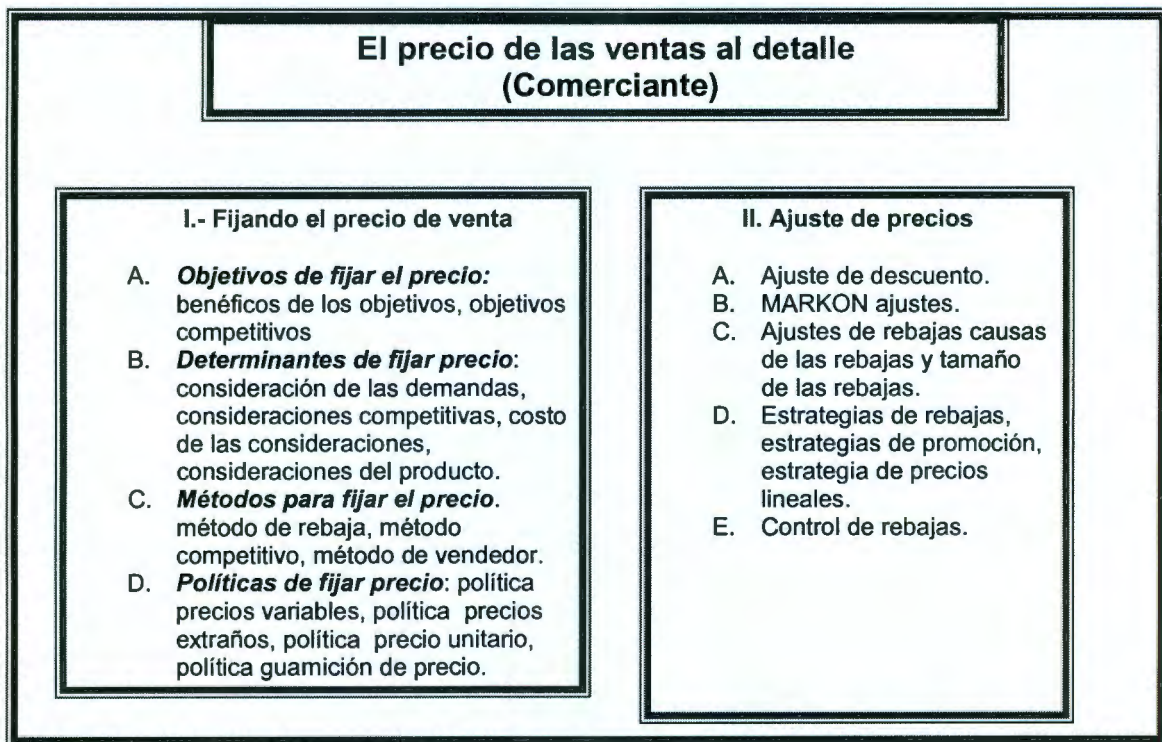 El precio de las ventas al detalle
(Comerciante)
I.- Fijando el precio de venta
A. Objetivos de fijar el precio:
benéficos de los objetivos, objetivos
competitivos
B. Determinantes de fijar precio:
consideración de las demandas,
consideraciones competitivas, costo
de las consideraciones,
consideraciones del producto.
C. Métodos para fijar el precio.
método de rebaja, método
competitivo, método de vendedor.
D. Políticas de fijar precio: política
precios variables, política precios
extraños, política precio unitario,
política guamición de precio.
II. Ajuste de precios
A. Ajuste de descuento.
B. MARKON ajustes.
C. Ajustes de rebajas causas
de las rebajas y tamaño
de las rebajas.
D. Estrategias de rebajas,
estrategias de promoción,
estrategia de precios
lineales.
E. Control de rebajas.